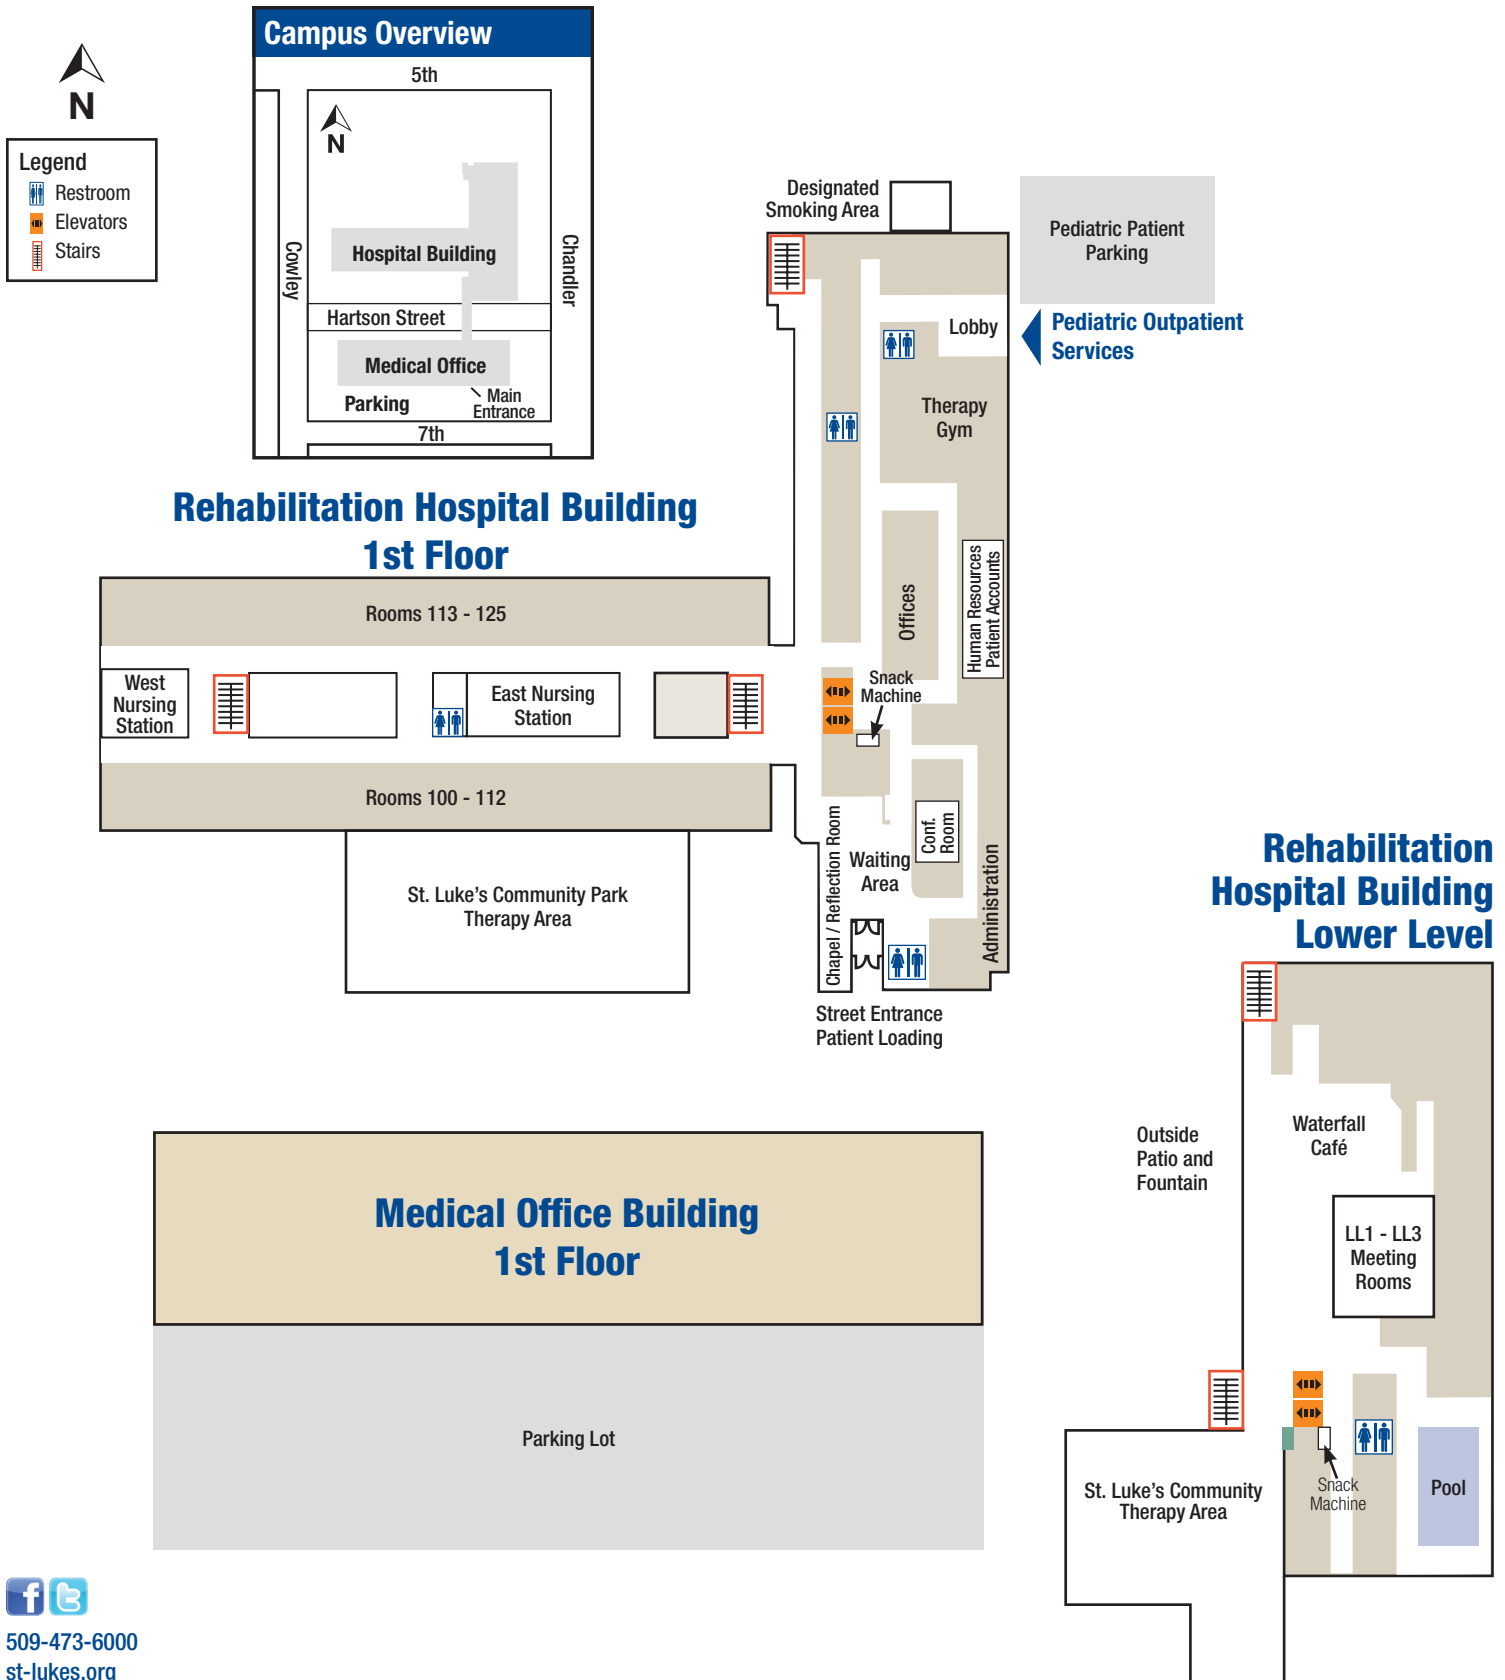 Campus Overview
5th
N
N
Legend
Restroom
Elevators
Stairs
Cowley
Chandler
Hospital Building
Hartson Street
Medical Office
Main
Entrance
Parking
7th
Designated
Smoking Area
Pediatric Patient
Parking
Lobby
Pediatric Outpatient
Services
Therapy
Gym
Rehabilitation Hospital Building
1st Floor
Offices
Human Resources
Patient Accounts
Rooms 113 - 125
West
Nursing
Station
East Nursing
Station
Snack
Machine
Rooms 100 - 112
Chapel / Reflection Room
Waiting
Area
Conf.
Room
Administration
St. Luke's Community Park
Therapy Area
Street Entrance
Patient Loading
Rehabilitation
Hospital Building
Lower Level
Outside
Patio and
Fountain
Waterfall
Café
LL1 - LL3
Meeting
Rooms
Medical Office Building
1st Floor
Parking Lot
St. Luke's Community
Therapy Area
Snack
Machine
Pool
509-473-6000
st-lukes.org